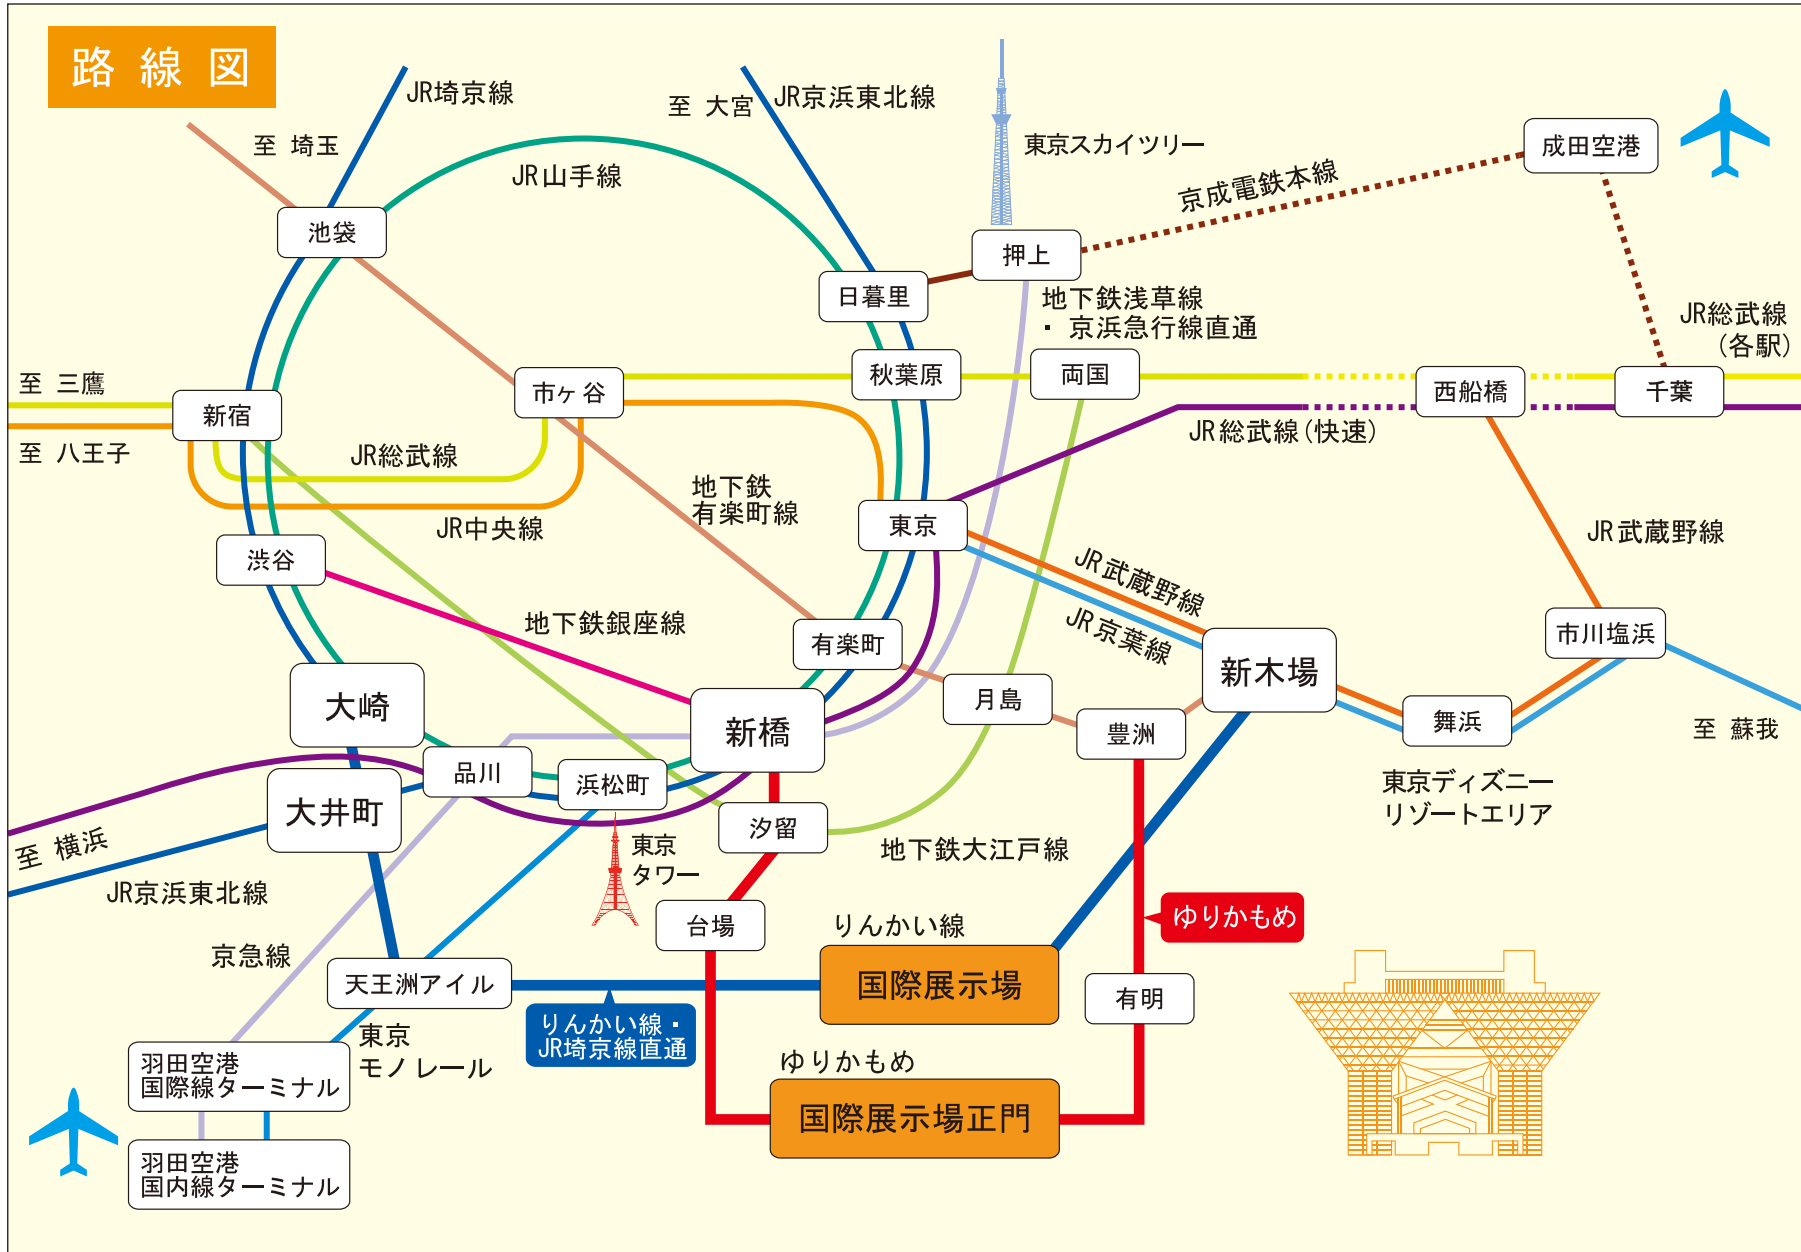 路線図
JR埼京線
至 大宮
JR京浜東北線
至 埼玉
JR山手線
東京スカイツリー
成田空港
京成電鉄本線
池袋
押上
日暮里
地下鉄浅草線
・京浜急行線直通
JR総武線
（各駅）
至 三鷹
新宿
市ヶ谷
秋葉原
両国
西船橋
千葉
至 八王子
JR総武線
JR総武線（快速）
地下鉄
有楽町線
JR中央線
東京
JR武蔵野線
渋谷
JR武蔵野線
JR京葉線
地下鉄銀座線
有楽町
市川塩浜
新木場
大崎
月島
新橋
豊洲
舞浜
至 蘇我
品川
浜松町
東京ディズニー
リゾートエリア
大井町
汐留
至 横浜
東京
タワー
地下鉄大江戸線
JR京浜東北線
台場
りんかい線
ゆりかもめ
京急線
天王洲アイル
国際展示場
有明
りんかい線・
JR埼京線直通
東京
モノレール
ゆりかもめ
羽田空港
国際線ターミナル
国際展示場正門
羽田空港
国内線ターミナル